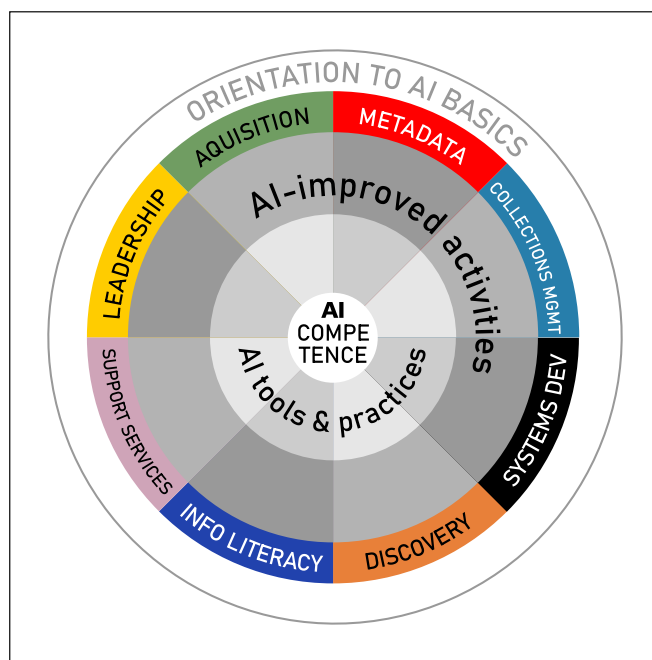 ORIENTATION TO AI BASICS
AQUISITION
METADATA
COLLECTIONS MGMT
SYSTEMS DEV
DISCOVERY
INFO LITERACY
SUPPORT SERVICES
LEADERSHIP
AI-improved activities
AI tools & practices
AI
COMPE
TENCE